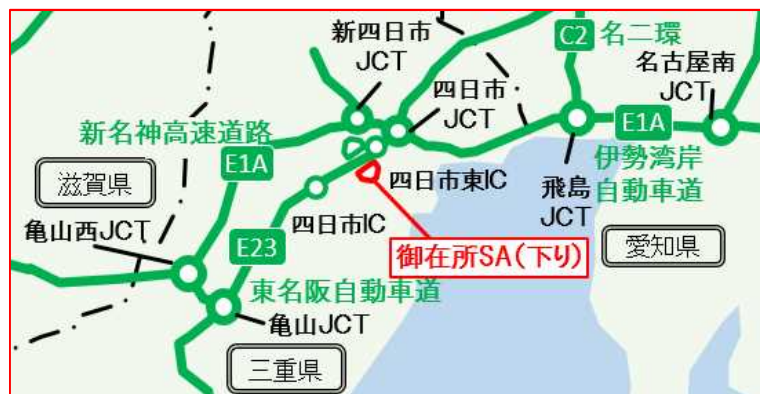 新四日市
JCT
C2
名二環
名古屋南
JCT
四日市
JCT
新名神高速道路
E1A
E1A
滋賀県
四日市東IC
飛島
JCT
伊勢湾岸
自動車道
亀山西JCT
四日市IC
E23
御在所SA(下り)
愛知県
東名阪自動車道
亀山JCT
三重県